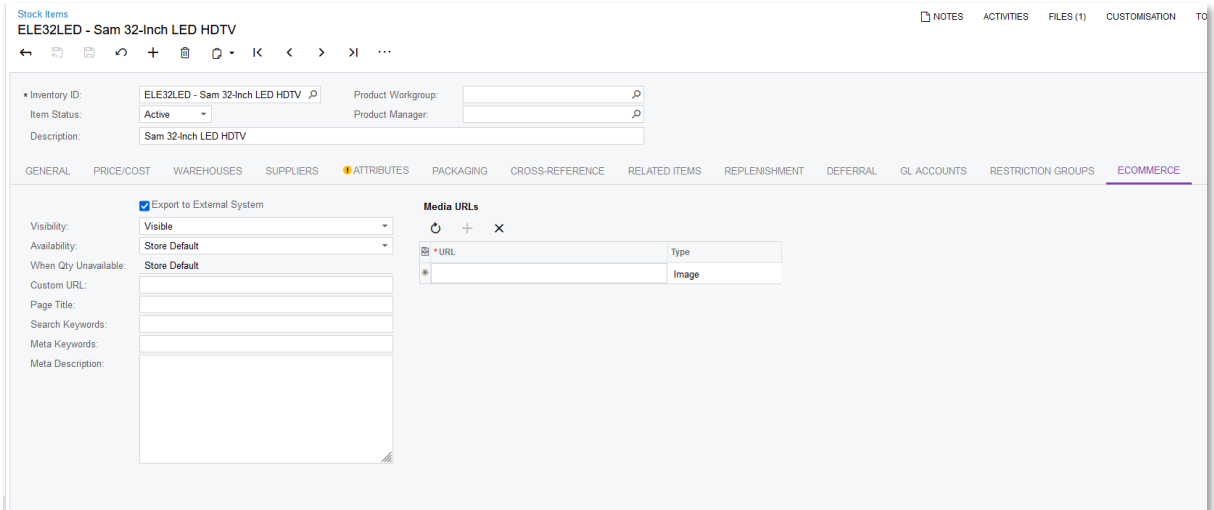 Stock Items
NOTES ACTIVITIES FILES (1) CUSTOMISATION
ELE32LED - Sam 32-Inch LED HDTV
* Inventory ID: ELE32LED - Sam 32-Inch LED HDTV Product Workgroup:
Item Status: Active Product Manager:
Description: Sam 32-Inch LED HDTV
GENERAL PRICE/COST WAREHOUSES SUPPLIERS ATTRIBUTES PACKAGING CROSS-REFERENCE RELATED ITEMS REPLENISHMENT DEFERRAL GL ACCOUNTS RESTRICTION GROUPS ECOMMERCE
Export to External System
Media URLs
Visibility: Visible
Availability: Store Default
* URL Type
When Qty Unavailable: Store Default
Image
Custom URL:
Page Title:
Search Keywords:
Meta Keywords:
Meta Description: